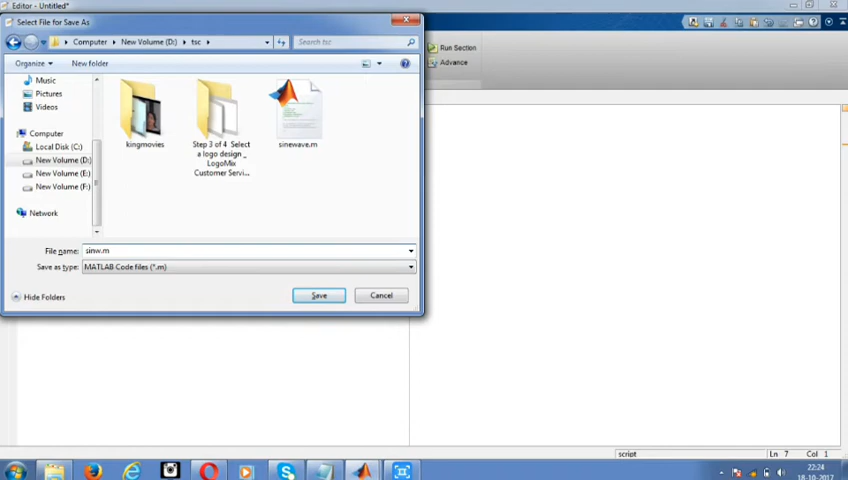 Editor - Untitled*
Select File for Save As
Computer
New Volume (D:)
tsc
Search tsc
Run Section
Organize
New folder
Advance
Music
Pictures
Videos
Computer
Local Disk (C:)
New Volume (D:)
New Volume (E:)
New Volume (F:)
Network
kingmovies
Step 3 of 4 Select
a logo design _
LogoMix
Customer Servi...
sinewave.m
File name:
sinw.m
Save as type:
MATLAB Code files (*.m)
Hide Folders
Save
Cancel
script
Ln 7
Col 1
22:24
18-10-2017